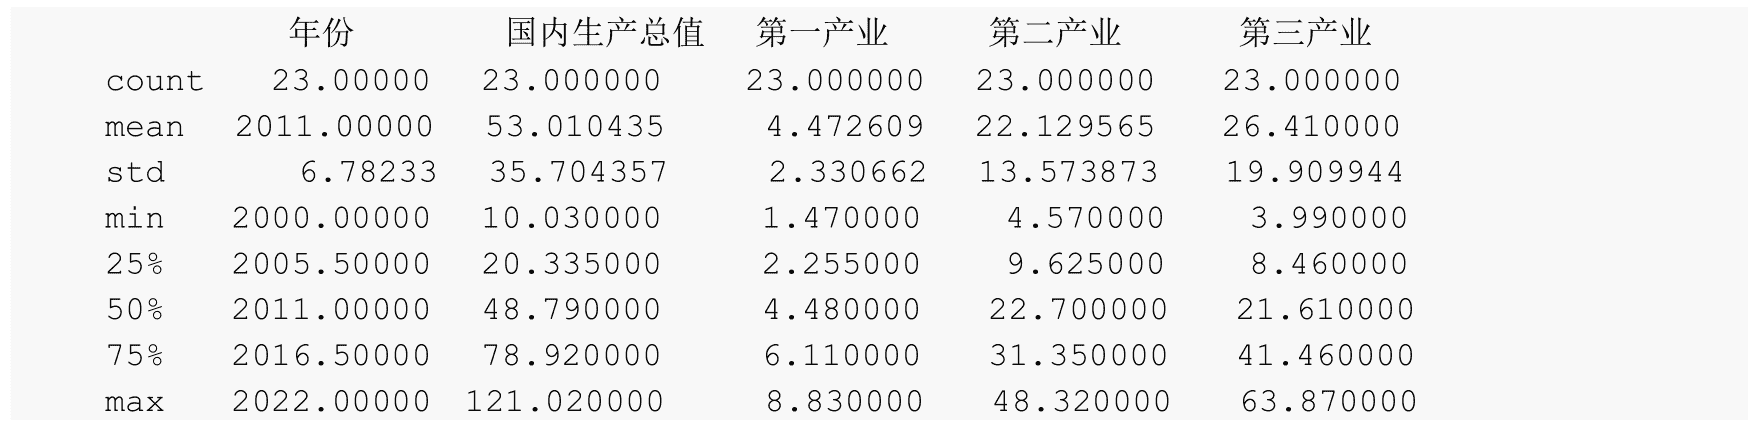 年份 国内生产总值 第一产业 第二产业 第三产业
count 23.00000 23.000000 23.000000 23.000000 23.000000
mean 2011.00000 53.010435 4.472609 22.129565 26.410000
std 6.78233 35.704357 2.330662 13.573873 19.909944
min 2000.00000 10.030000 1.470000 4.570000 3.990000
25% 2005.50000 20.335000 2.255000 9.625000 8.460000
50% 2011.00000 48.790000 4.480000 22.700000 21.610000
75% 2016.50000 78.920000 6.110000 31.350000 41.460000
max 2022.00000 121.020000 8.830000 48.320000 63.870000